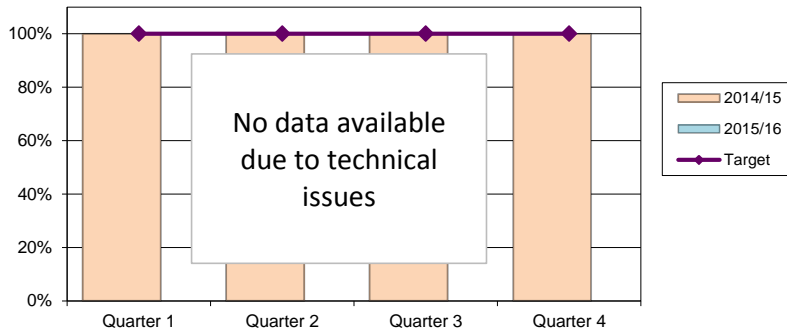 100%
80%
60%
40%
20%
0%
No data available
due to technical
issues
Quarter 1
Quarter 2
Quarter 3
Quarter 4
2014/15
2015/16
Target